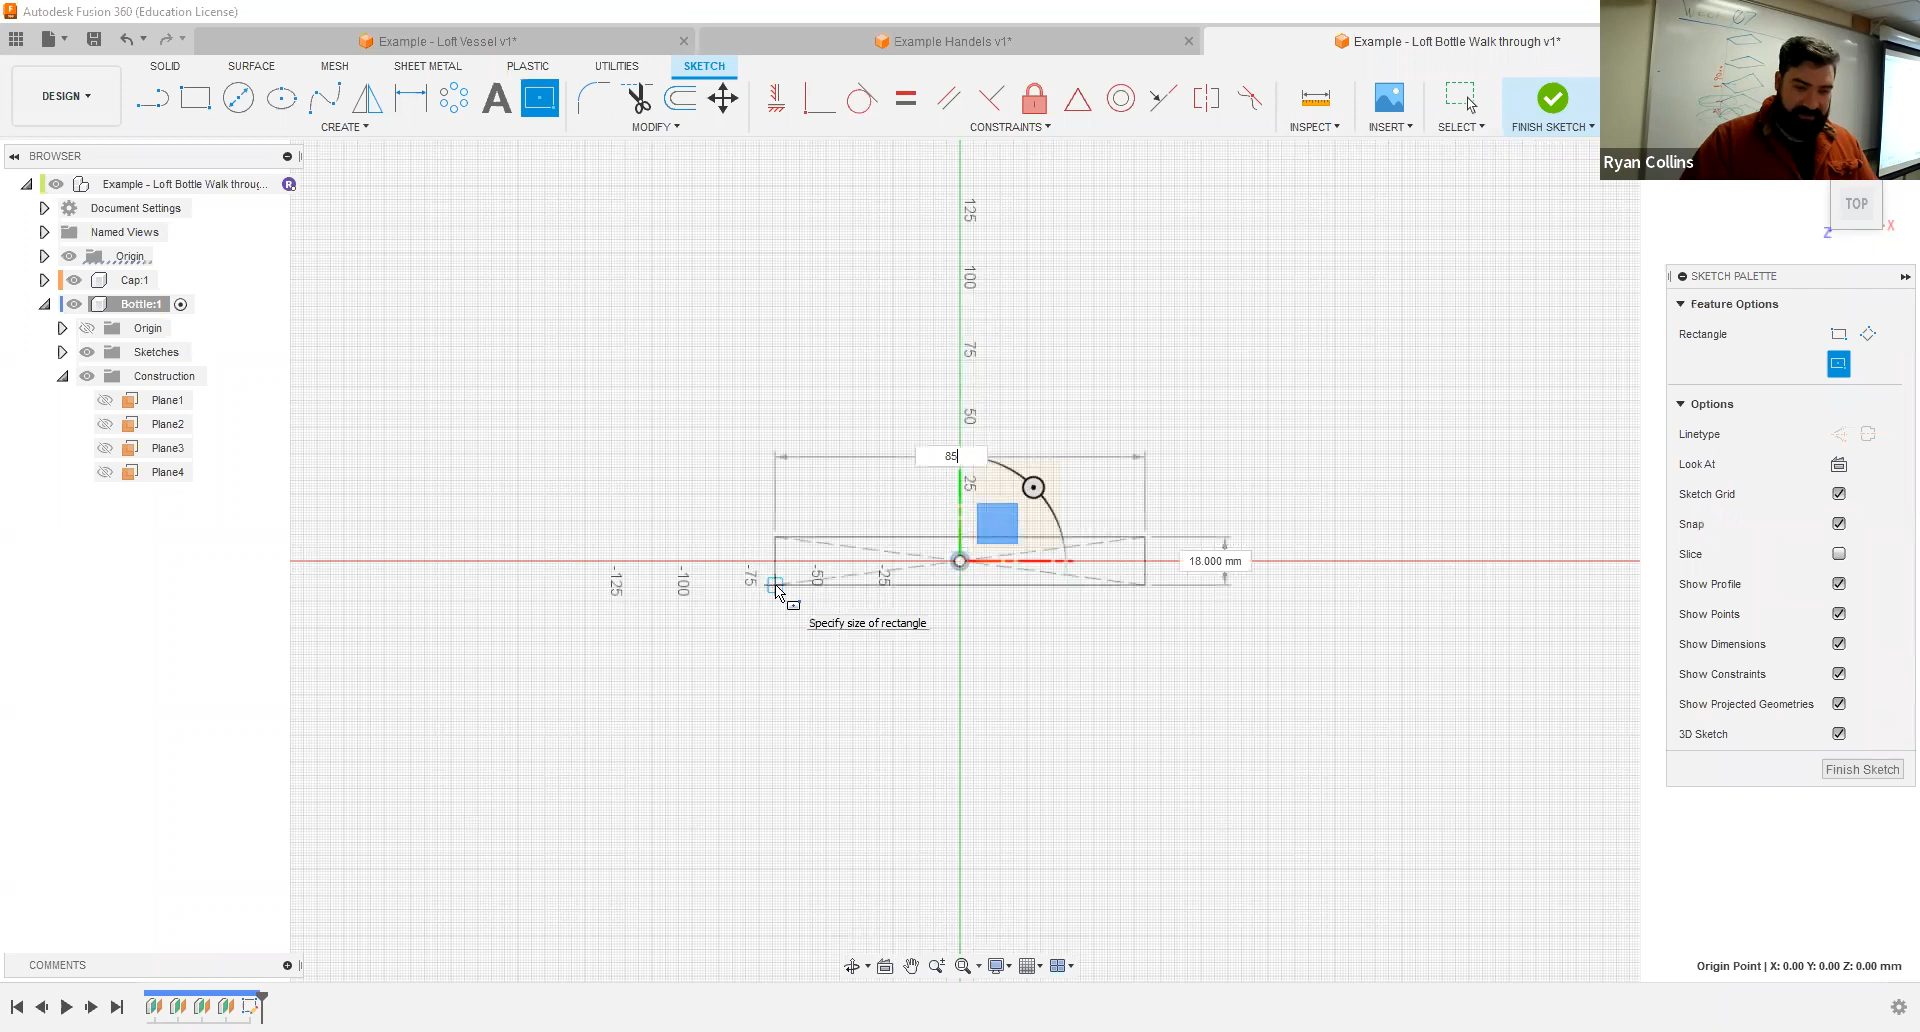 Autodesk Fusion 360 (Education License)
Example - Loft Vessel v1*
Example Handels v1*
Example - Loft Bottle Walk through v1*
SOLID
SURFACE
MESH
SHEET METAL
PLASTIC
UTILITIES
SKETCH
DESIGN
CREATE
MODIFY
CONSTRAINTS
INSPECT
INSERT
SELECT
FINISH SKETCH
Ryan Collins
BROWSER
Example - Loft Bottle Walk throug...
R
Document Settings
Named Views
Origin
Cap:1
Bottle:1
Origin
Sketches
Construction
Plane1
Plane2
Plane3
Plane4
TOP
X
Z
125
100
75
50
25
85
18.000 mm
-125
-100
-75
-50
-25
Specify size of rectangle
SKETCH PALETTE
Feature Options
Rectangle
Options
Linetype
Look At
Sketch Grid
Snap
Slice
Show Profile
Show Points
Show Dimensions
Show Constraints
Show Projected Geometries
3D Sketch
Finish Sketch
COMMENTS
Origin Point | X: 0.00 Y: 0.00 Z: 0.00 mm